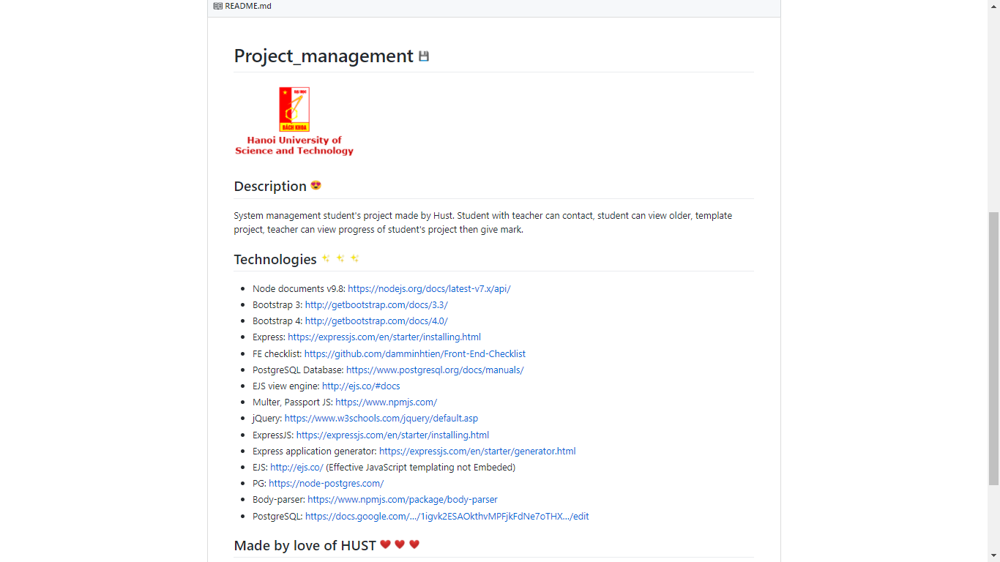 README.md
Project_management 💾
ĐẠI HỌC
BÁCH KHOA
Hanoi University of
Science and Technology
Description 😍
System management student's project made by Hust. Student with teacher can contact, student can view older, template
project, teacher can view progress of student's project then give mark.
Technologies ✨ ✨ ✨
• Node documents v9.8: https://nodejs.org/docs/latest-v7.x/api/
• Bootstrap 3: http://getbootstrap.com/docs/3.3/
• Bootstrap 4: http://getbootstrap.com/docs/4.0/
• Express: https://expressjs.com/en/starter/installing.html
• FE checklist: https://github.com/damminhtien/Front-End-Checklist
• PostgreSQL Database: https://www.postgresql.org/docs/manuals/
• EJS view engine: http://ejs.co/#docs
• Multer, Passport JS: https://www.npmjs.com/
• jQuery: https://www.w3schools.com/jquery/default.asp
• ExpressJS: https://expressjs.com/en/starter/installing.html
• Express application generator: https://expressjs.com/en/starter/generator.html
• EJS: http://ejs.co/ (Effective JavaScript templating not Embeded)
• PG: https://node-postgres.com/
• Body-parser: https://www.npmjs.com/package/body-parser
• PostgreSQL: https://docs.google.com/.../1igvk2ESAOkthvMPFjkFdNe7oTHX.../edit
Made by love of HUST ❤️ ❤️ ❤️